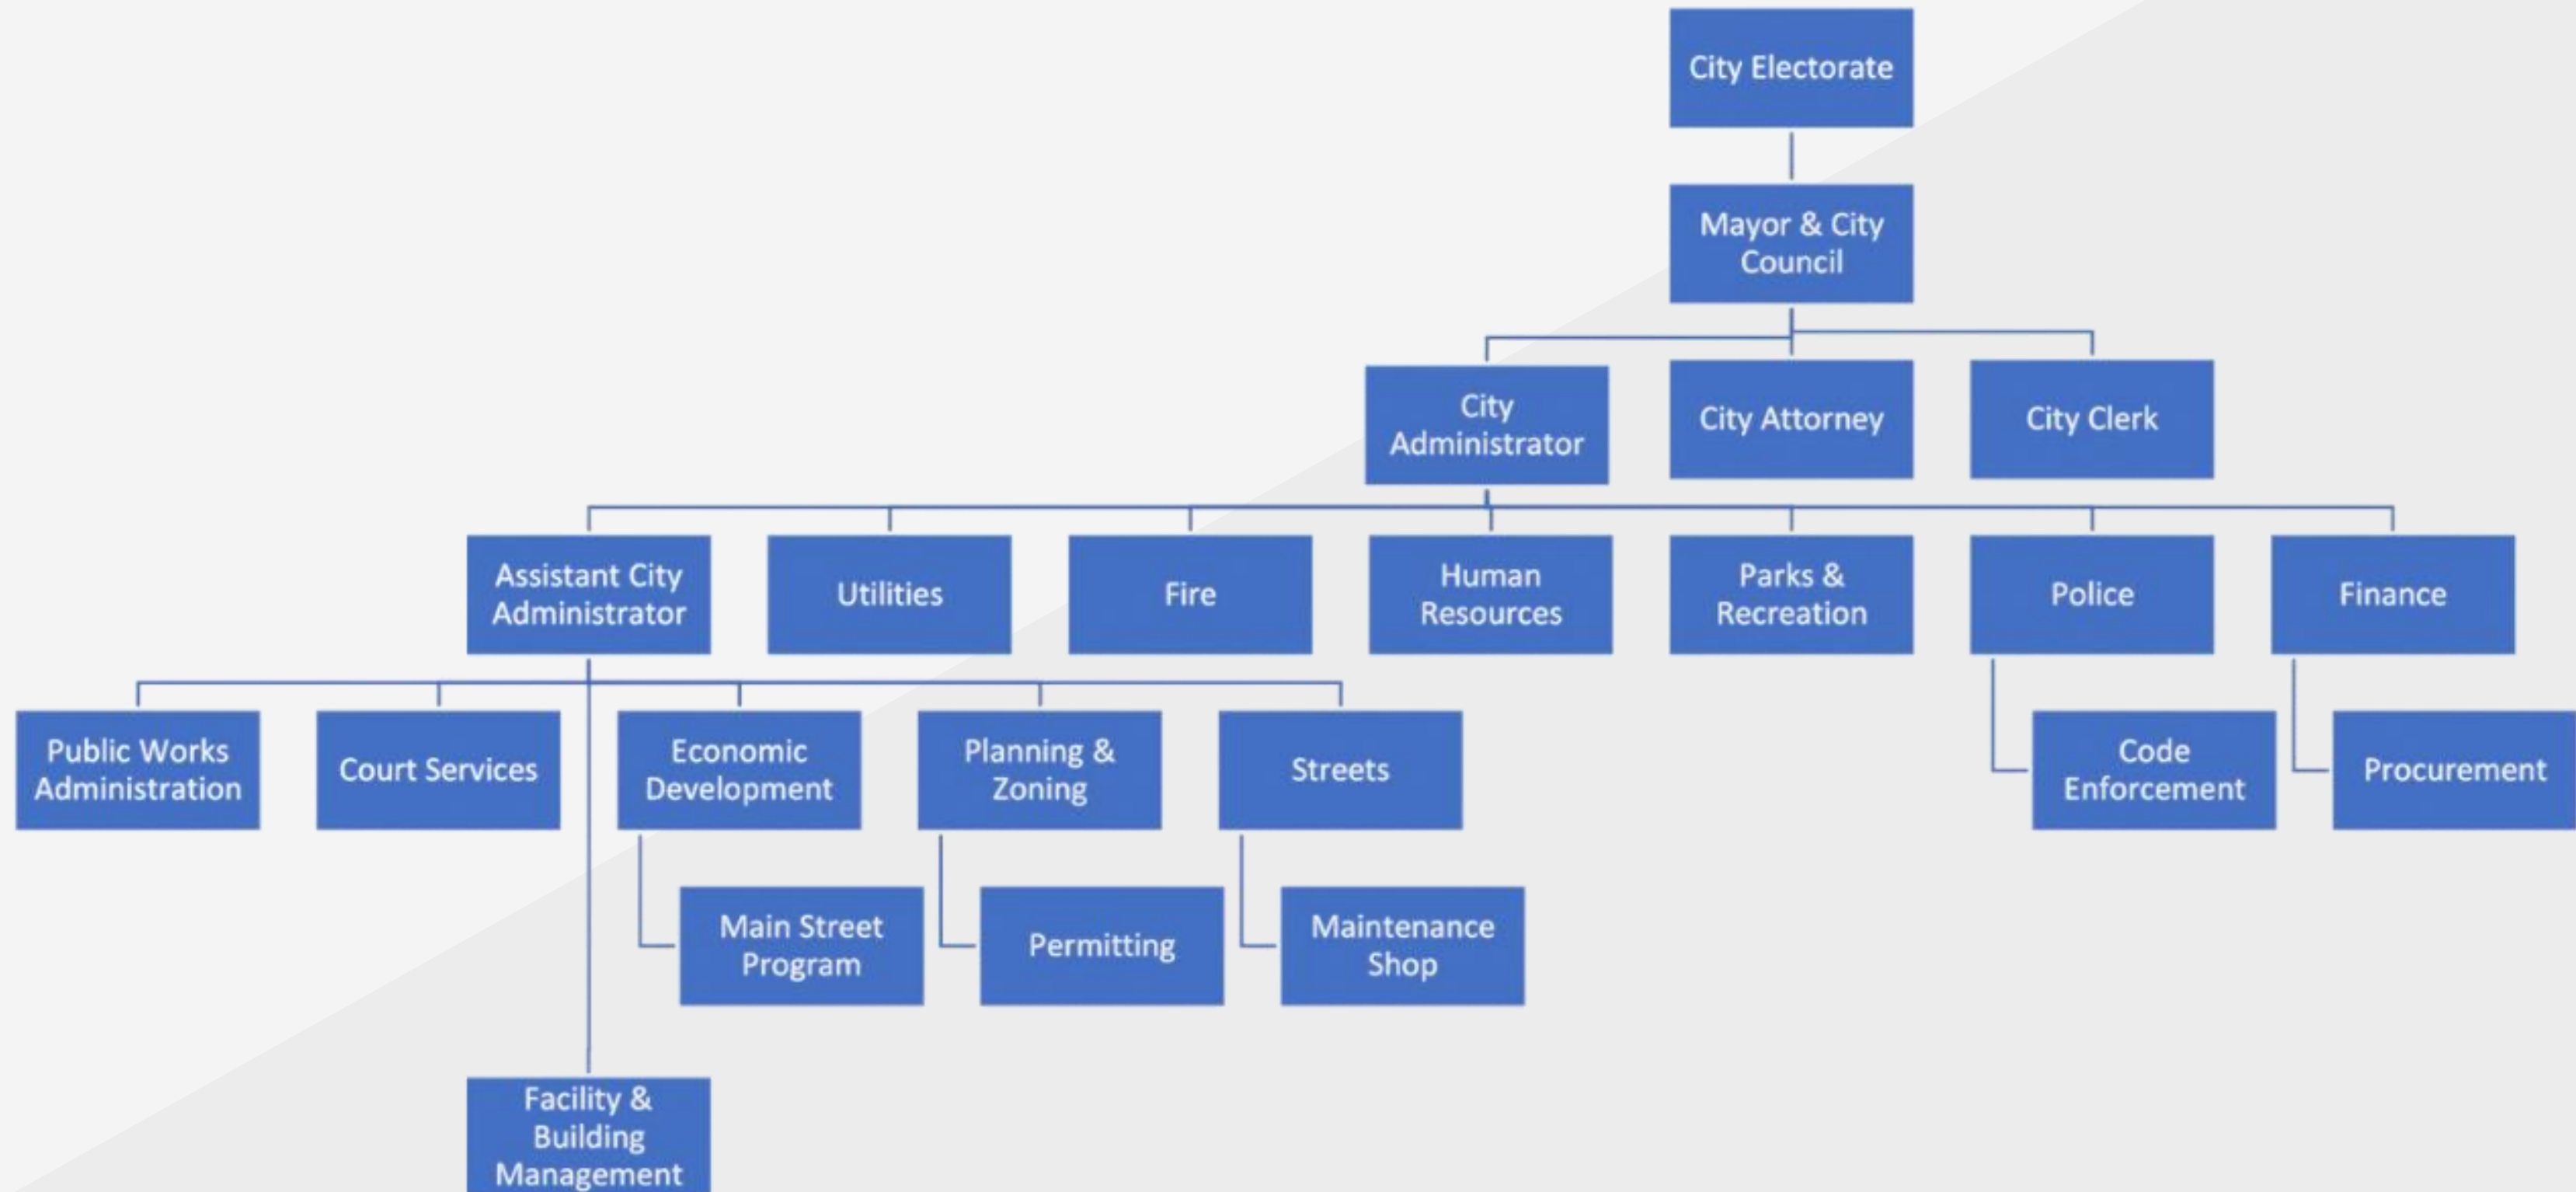 City Electorate
Mayor & City
Council
City
Administrator
City Attorney
City Clerk
Assistant City
Administrator
Utilities
Fire
Human
Resources
Parks &
Recreation
Police
Finance
Public Works
Administration
Court Services
Economic
Development
Planning &
Zoning
Streets
Code
Enforcement
Procurement
Main Street
Program
Permitting
Maintenance
Shop
Facility &
Building
Management